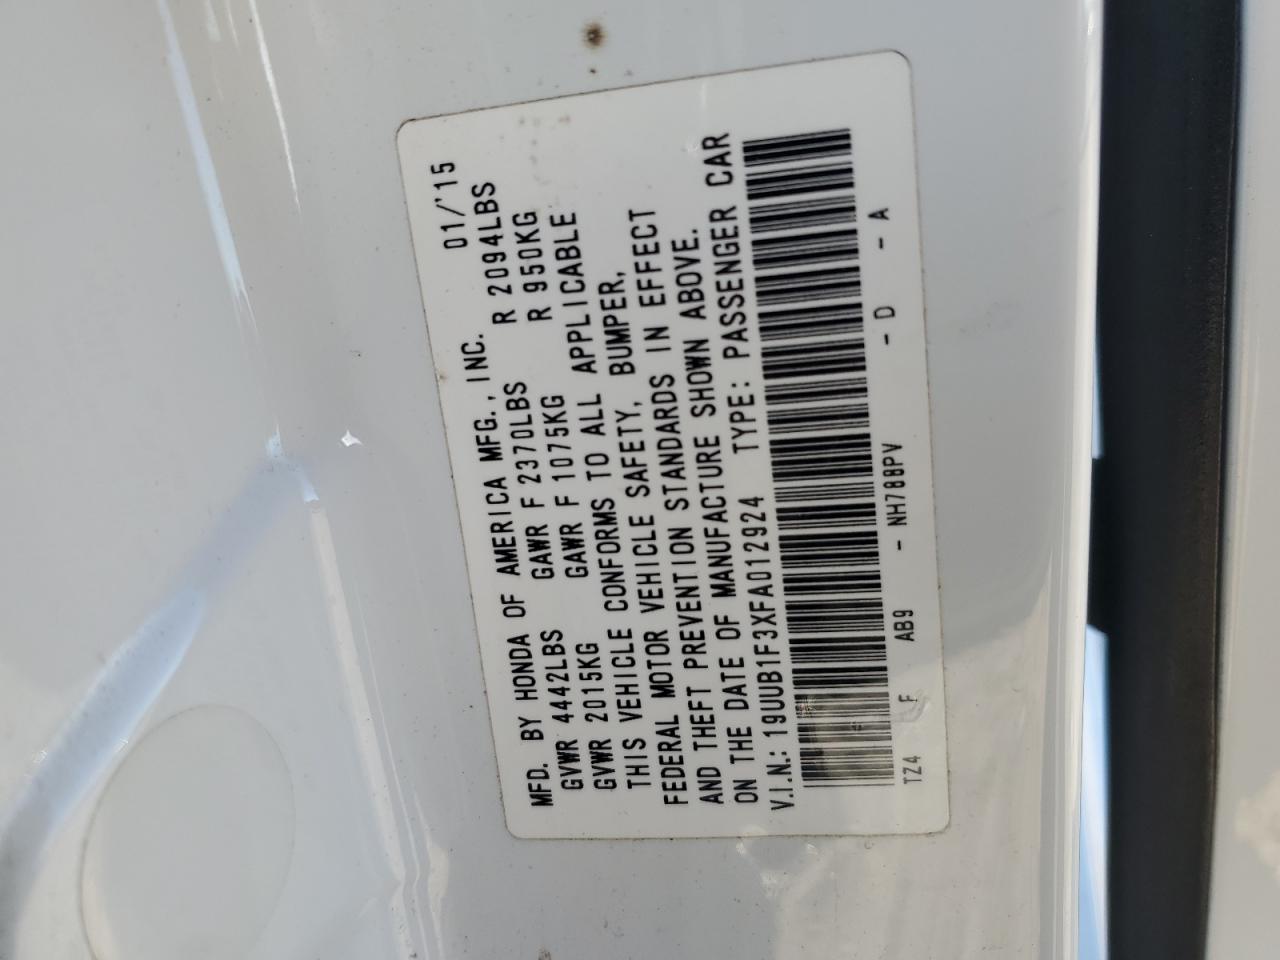 MFD. BY HONDA OF AMERICA MFG., INC. 01/'15
GVWR 4442LBS GAWR F 2370LBS R 2094LBS
GVWR 2015KG GAWR F 1075KG R 950KG
THIS VEHICLE CONFORMS TO ALL APPLICABLE
FEDERAL MOTOR VEHICLE SAFETY, BUMPER,
AND THEFT PREVENTION STANDARDS IN EFFECT
ON THE DATE OF MANUFACTURE SHOWN ABOVE.
V.I.N.: 19UUB1F3XFA012924 TYPE: PASSENGER CAR
TZ4 F AB9 - NH788PV - D - A